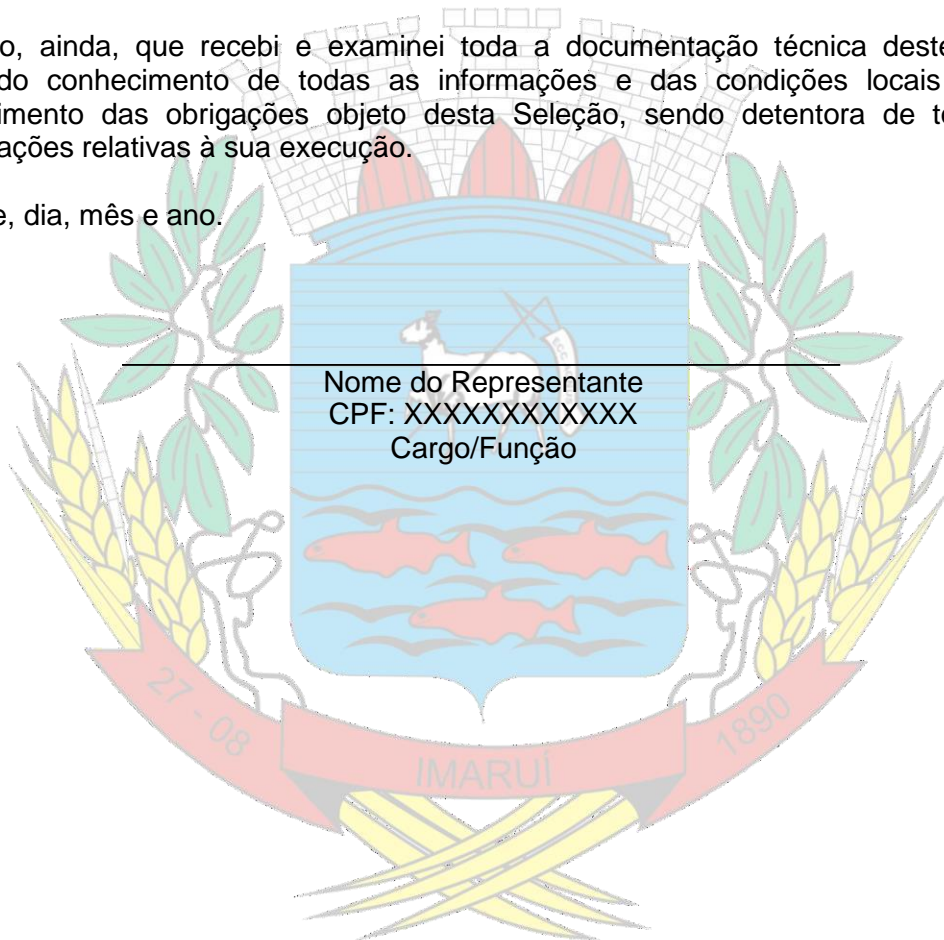 o, ainda, que recebi e examinei toda a documentação técnica deste
do conhecimento de todas as informações e das condições locais
imento das obrigações objeto desta Seleção, sendo detentora de to
ações relativas à sua execução.
e, dia, mês e ano.
Nome do Representante
CPF: XXXXXXXXXXXX
Cargo/Função
27 - 08
IMARUÍ
1890